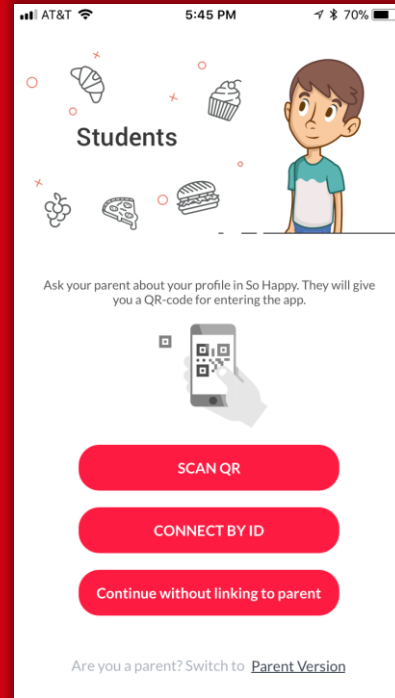 AT&T 5:45 PM 70%
Students
Ask your parent about your profile in So Happy. They will give
you a QR-code for entering the app.
SCAN QR
CONNECT BY ID
Continue without linking to parent
Are you a parent? Switch to Parent Version